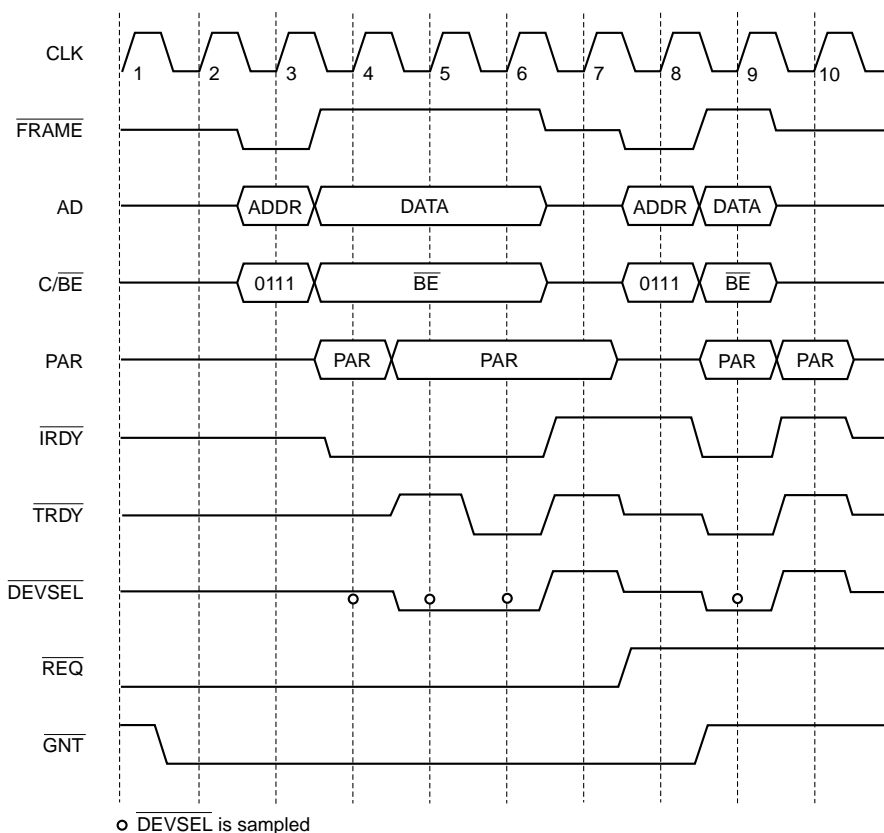 CLK
1 2 3 4 5 6 7 8 9 10
FRAME
AD
ADDR DATA ADDR DATA
C/BE
0111 BE 0111 BE
PAR
PAR PAR PAR PAR
IRDY
TRDY
DEVSEL
REQ
GNT
DEVSEL is sampled